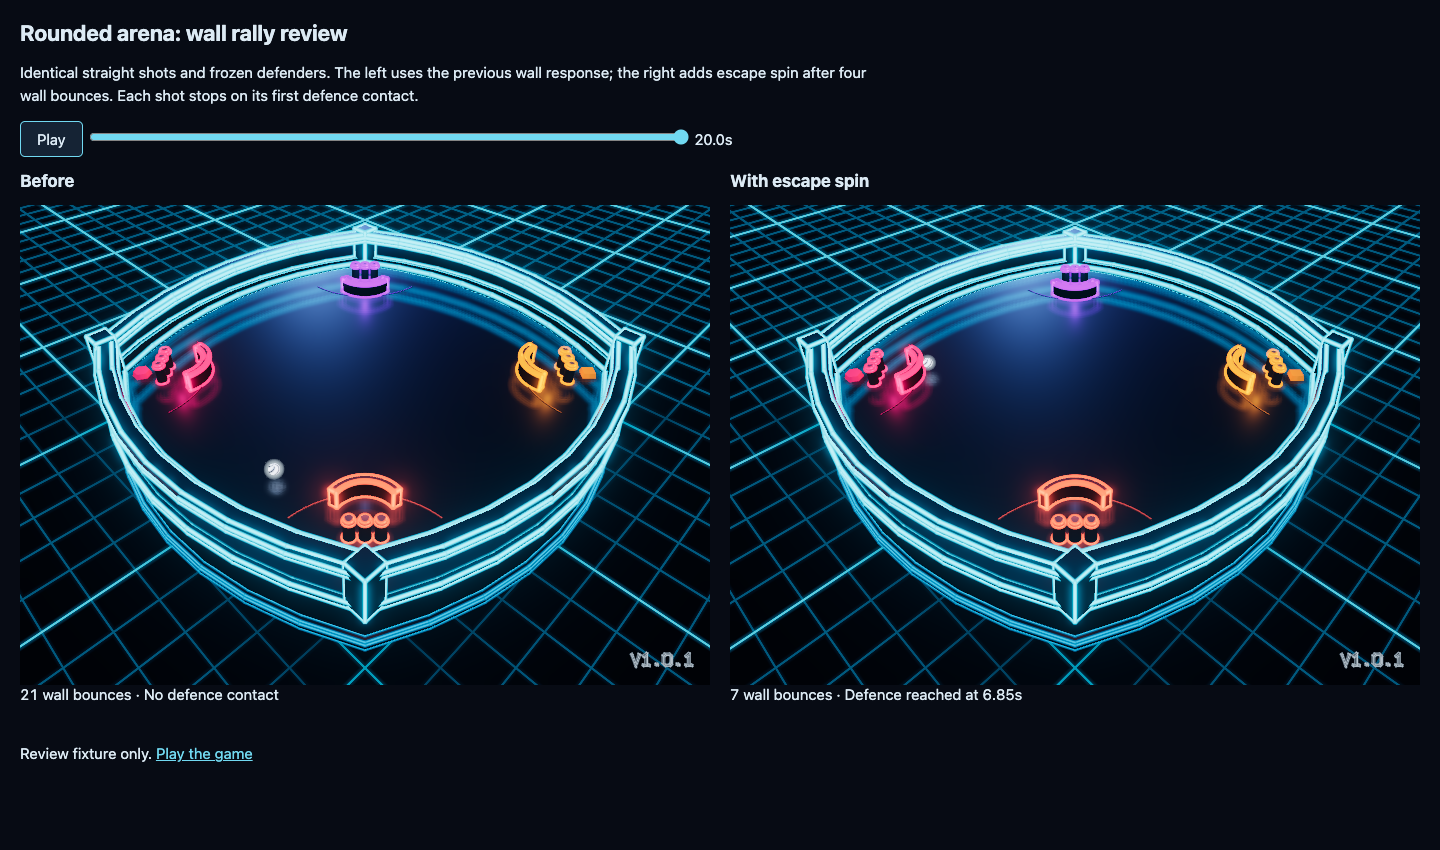 Rounded arena: wall rally review
Identical straight shots and frozen defenders. The left uses the previous wall response; the right adds escape spin after four
wall bounces. Each shot stops on its first defence contact.
Play
20.0s
Before
With escape spin
V1.0.1
V1.0.1
21 wall bounces · No defence contact
7 wall bounces · Defence reached at 6.85s
Review fixture only. Play the game